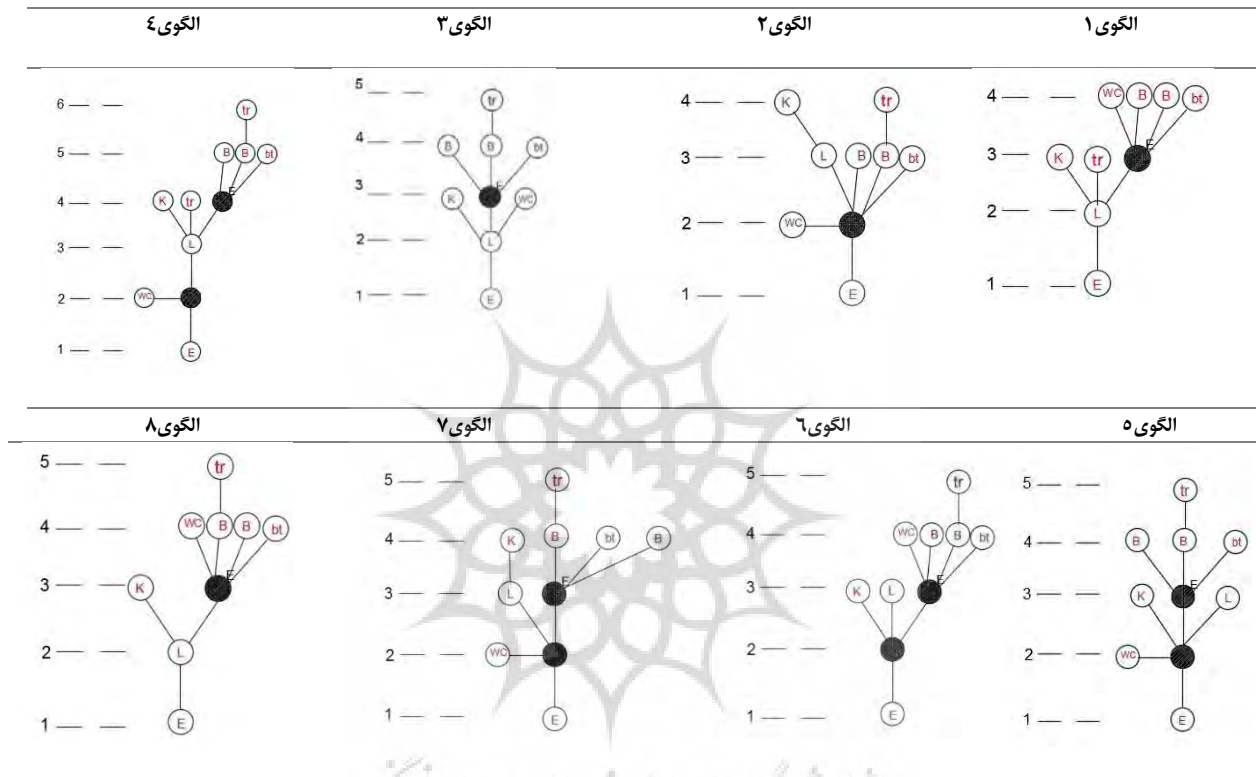 الگوی۱ الگوی۲ الگوی۳ الگوی٤
4 WC B B bt
3 K tr E
2 L
1 E
4 K tr
3 L B B bt
2 WC
1 E
5 tr
4 B B bt
3 K E WC
2 L
1 E
6 tr
5 B B bt
4 K tr E
3 L
2 WC
1 E
الگوی٥ الگوی٦ الگوی۷ الگوی۸
5 tr
4 B B bt
3 K E L
2 WC
1 E
5 tr
4 WC B B bt
3 K L E
2
1 E
5 tr
4 K B bt B
3 L E
2 WC
1 E
5 tr
4 WC B B bt
3 K E
2 L
1 E